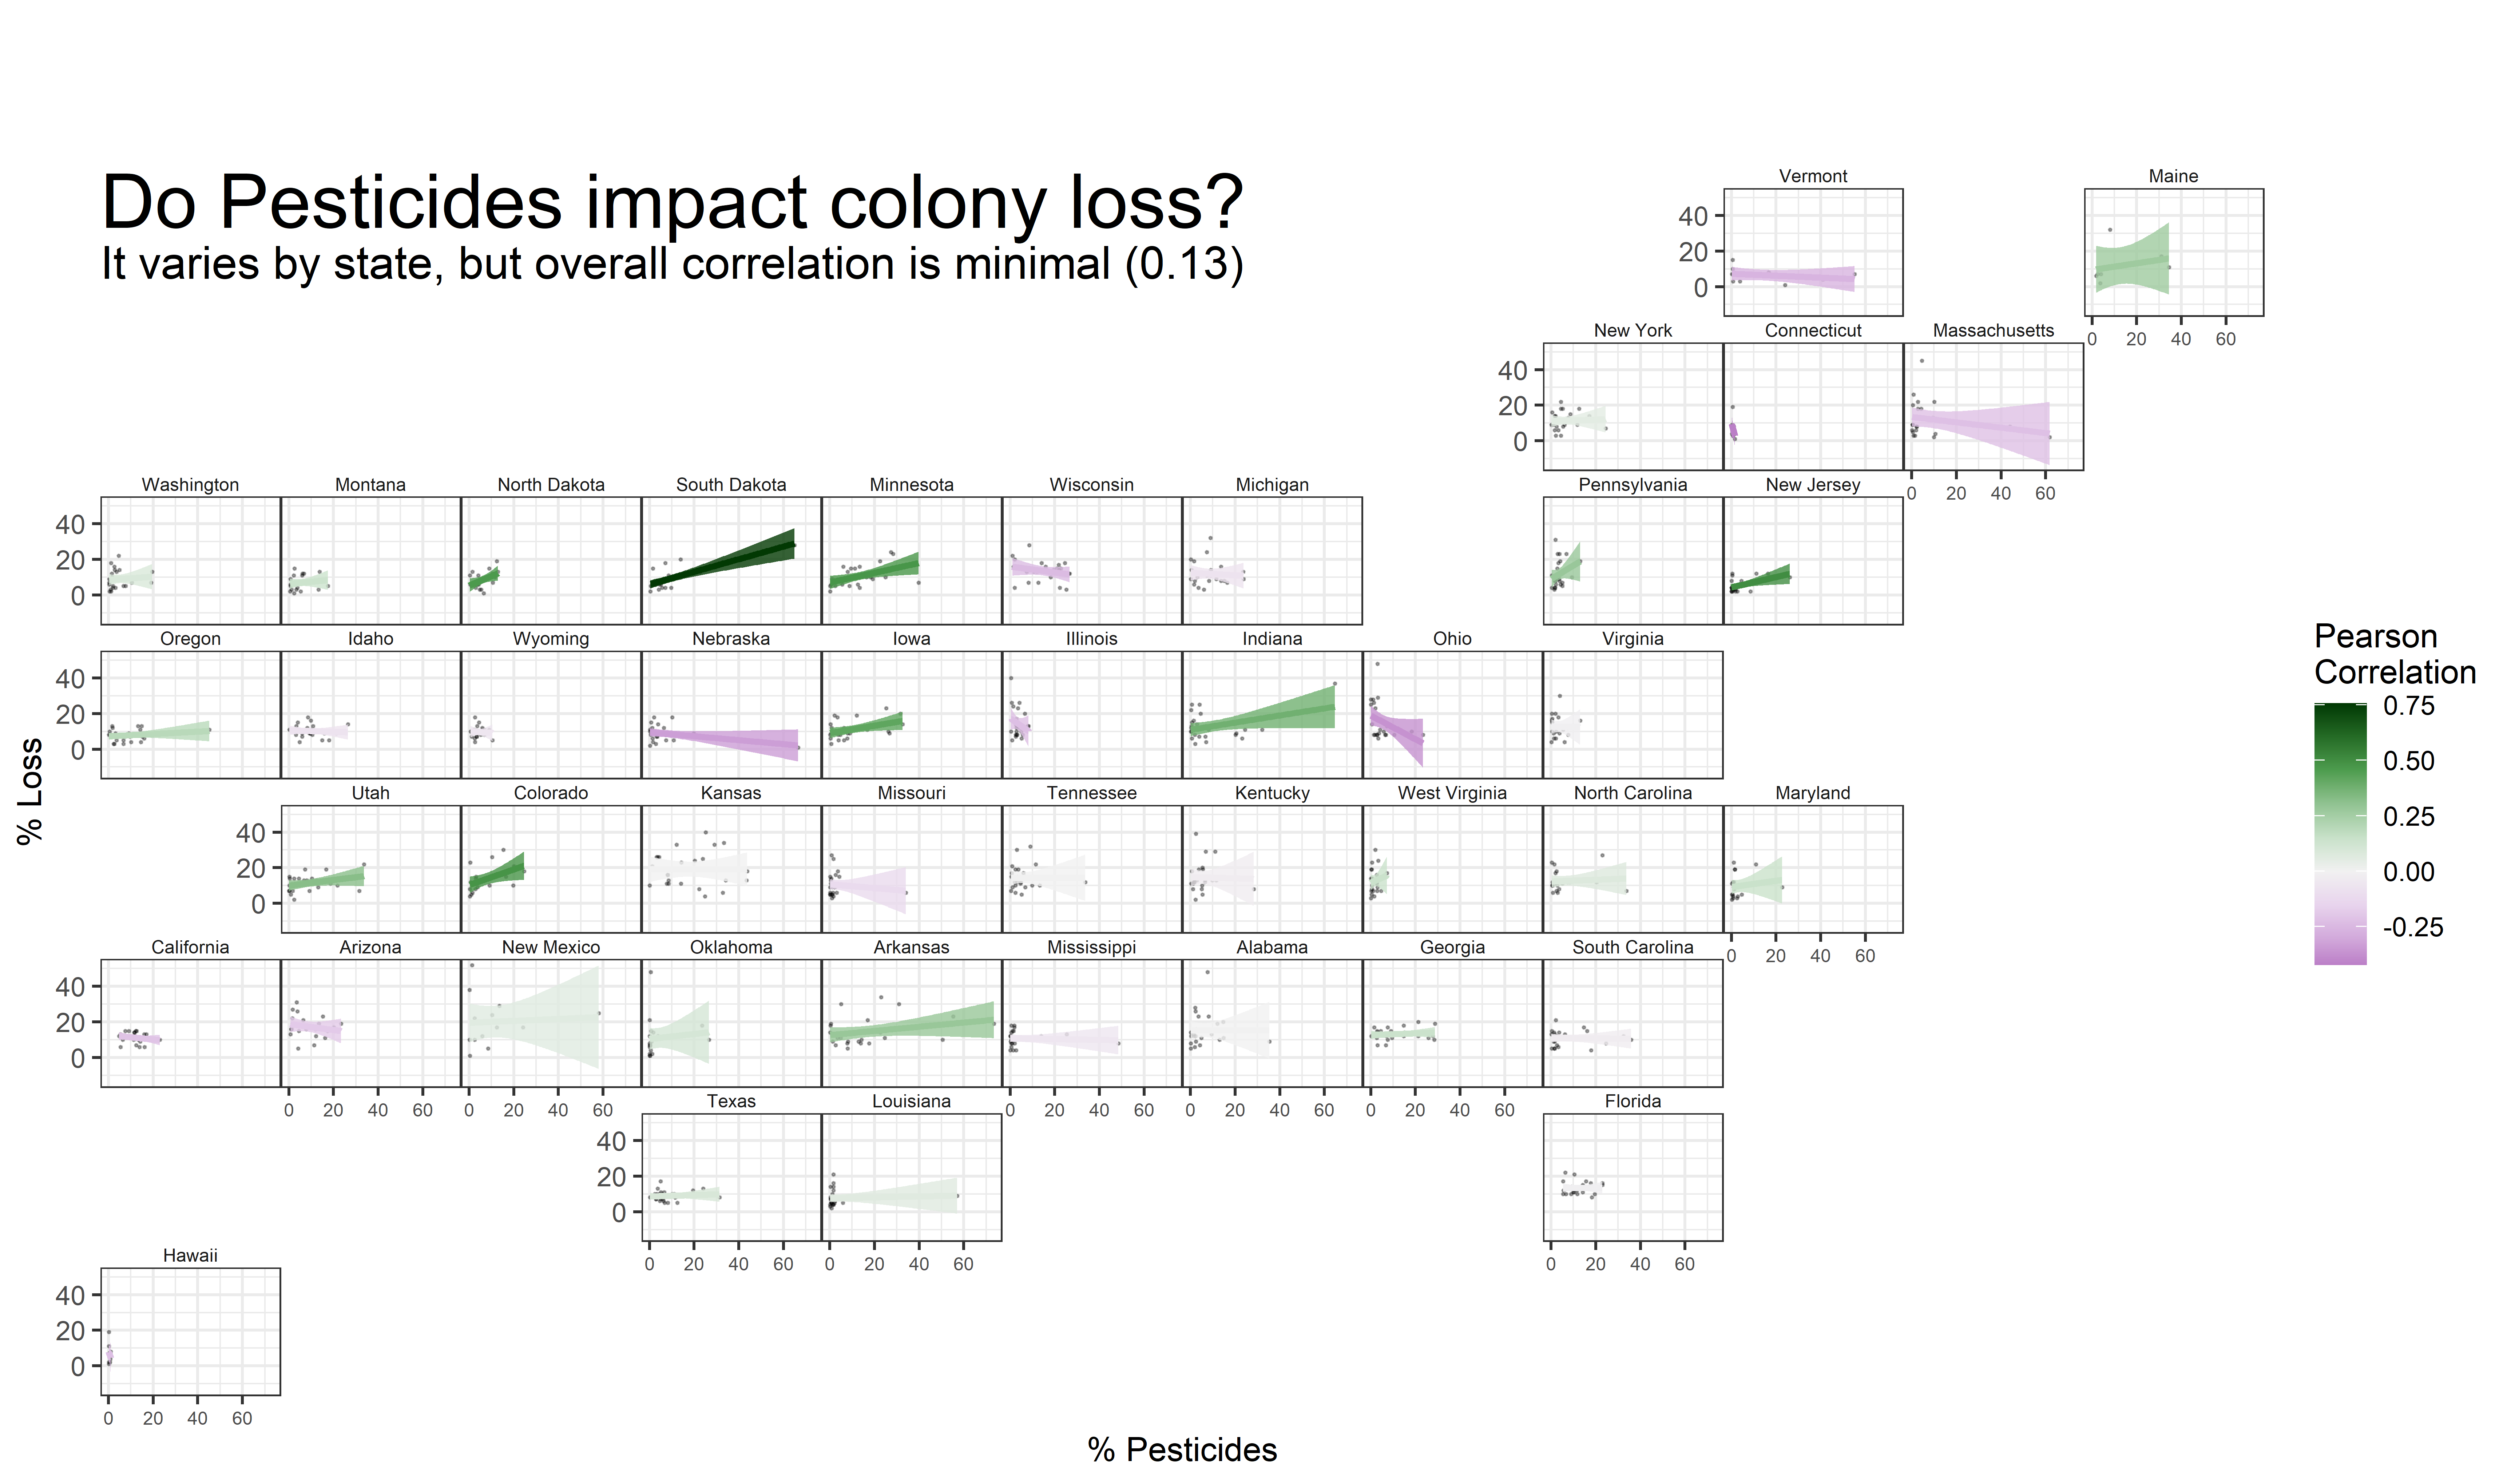 Do Pesticides impact colony loss?
It varies by state, but overall correlation is minimal (0.13)
Vermont Maine
40
20
0
0 20 40 60
New York Connecticut Massachusetts
40
20
0
0 20 40 60
Washington Montana North Dakota South Dakota Minnesota Wisconsin Michigan Pennsylvania New Jersey
40
20
0
Oregon Idaho Wyoming Nebraska Iowa Illinois Indiana Ohio Virginia
40
20
0
Utah Colorado Kansas Missouri Tennessee Kentucky West Virginia North Carolina Maryland
40
20
0
0 20 40 60
California Arizona New Mexico Oklahoma Arkansas Mississippi Alabama Georgia South Carolina
40
20
0
0 20 40 60 0 20 40 60 0 20 40 60 0 20 40 60 0 20 40 60
Texas Louisiana Florida
40
20
0
0 20 40 60 0 20 40 60 0 20 40 60
Hawaii
40
20
0
0 20 40 60
% Loss
% Pesticides
Pearson
Correlation
0.75
0.50
0.25
0.00
-0.25